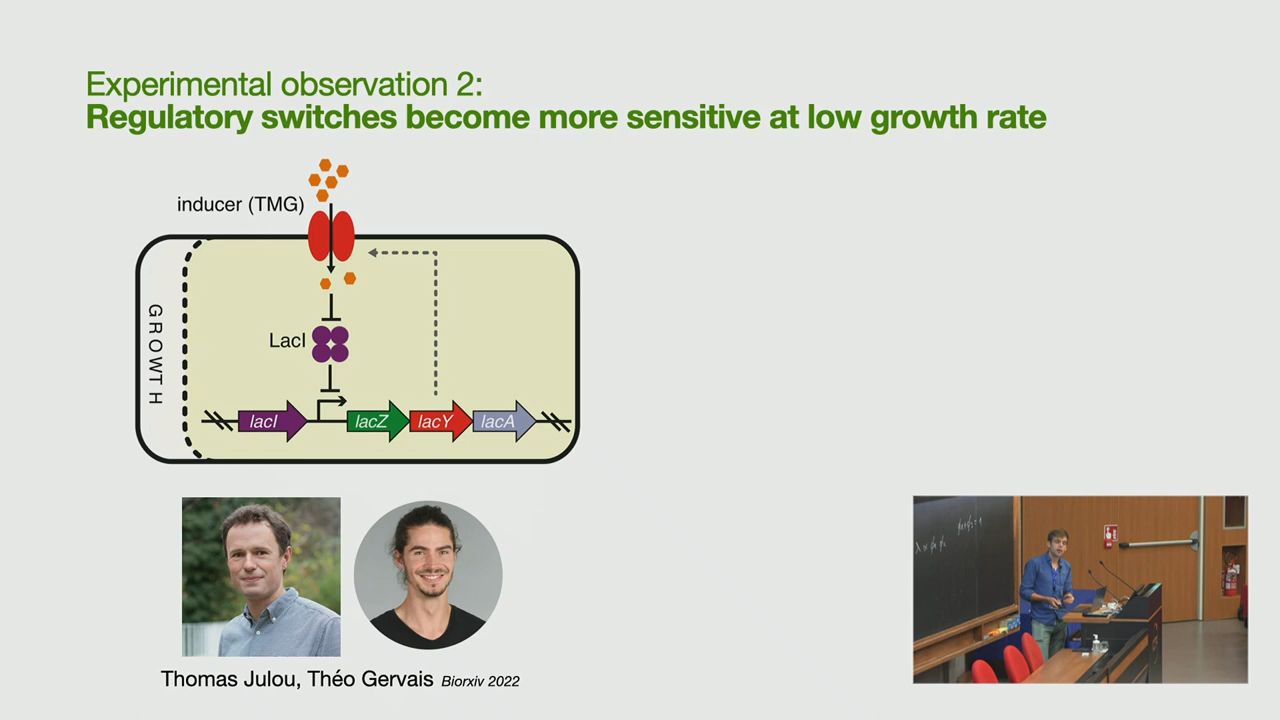 Experimental observation 2:
Regulatory switches become more sensitive at low growth rate
inducer (TMG)
GROWTH
LacI
lacI
lacZ
lacY
lacA
Thomas Julou, Théo Gervais Biorxiv 2022